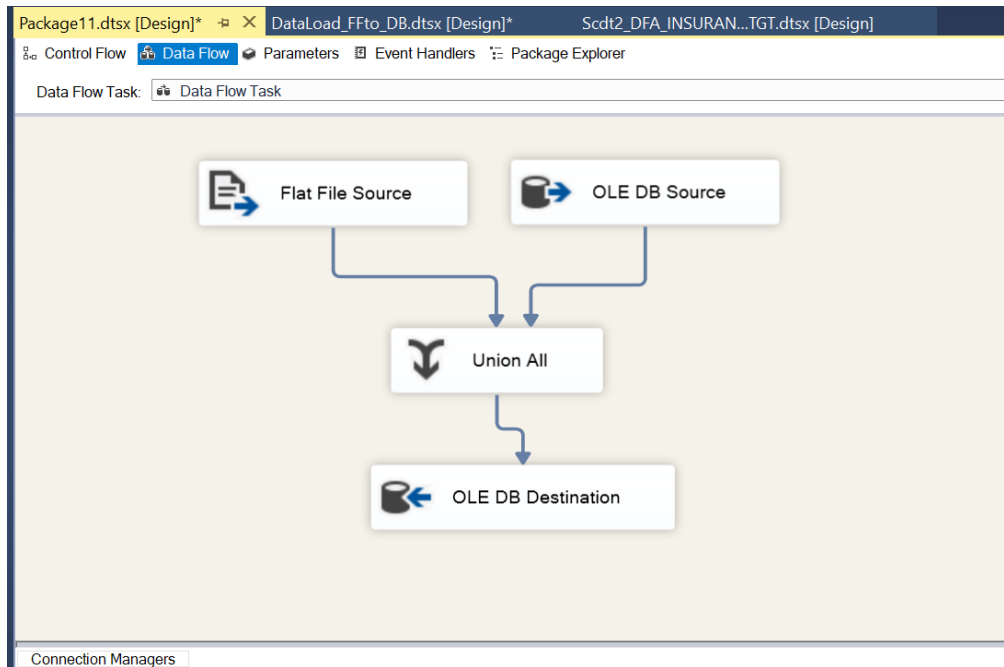 Package11.dtsx [Design]* DataLoad_FFto_DB.dtsx [Design]* Scdt2_DFA_INSURAN...TGT.dtsx [Design]
Control Flow Data Flow Parameters Event Handlers Package Explorer
Data Flow Task: Data Flow Task
Flat File Source OLE DB Source
Union All
OLE DB Destination
Connection Managers